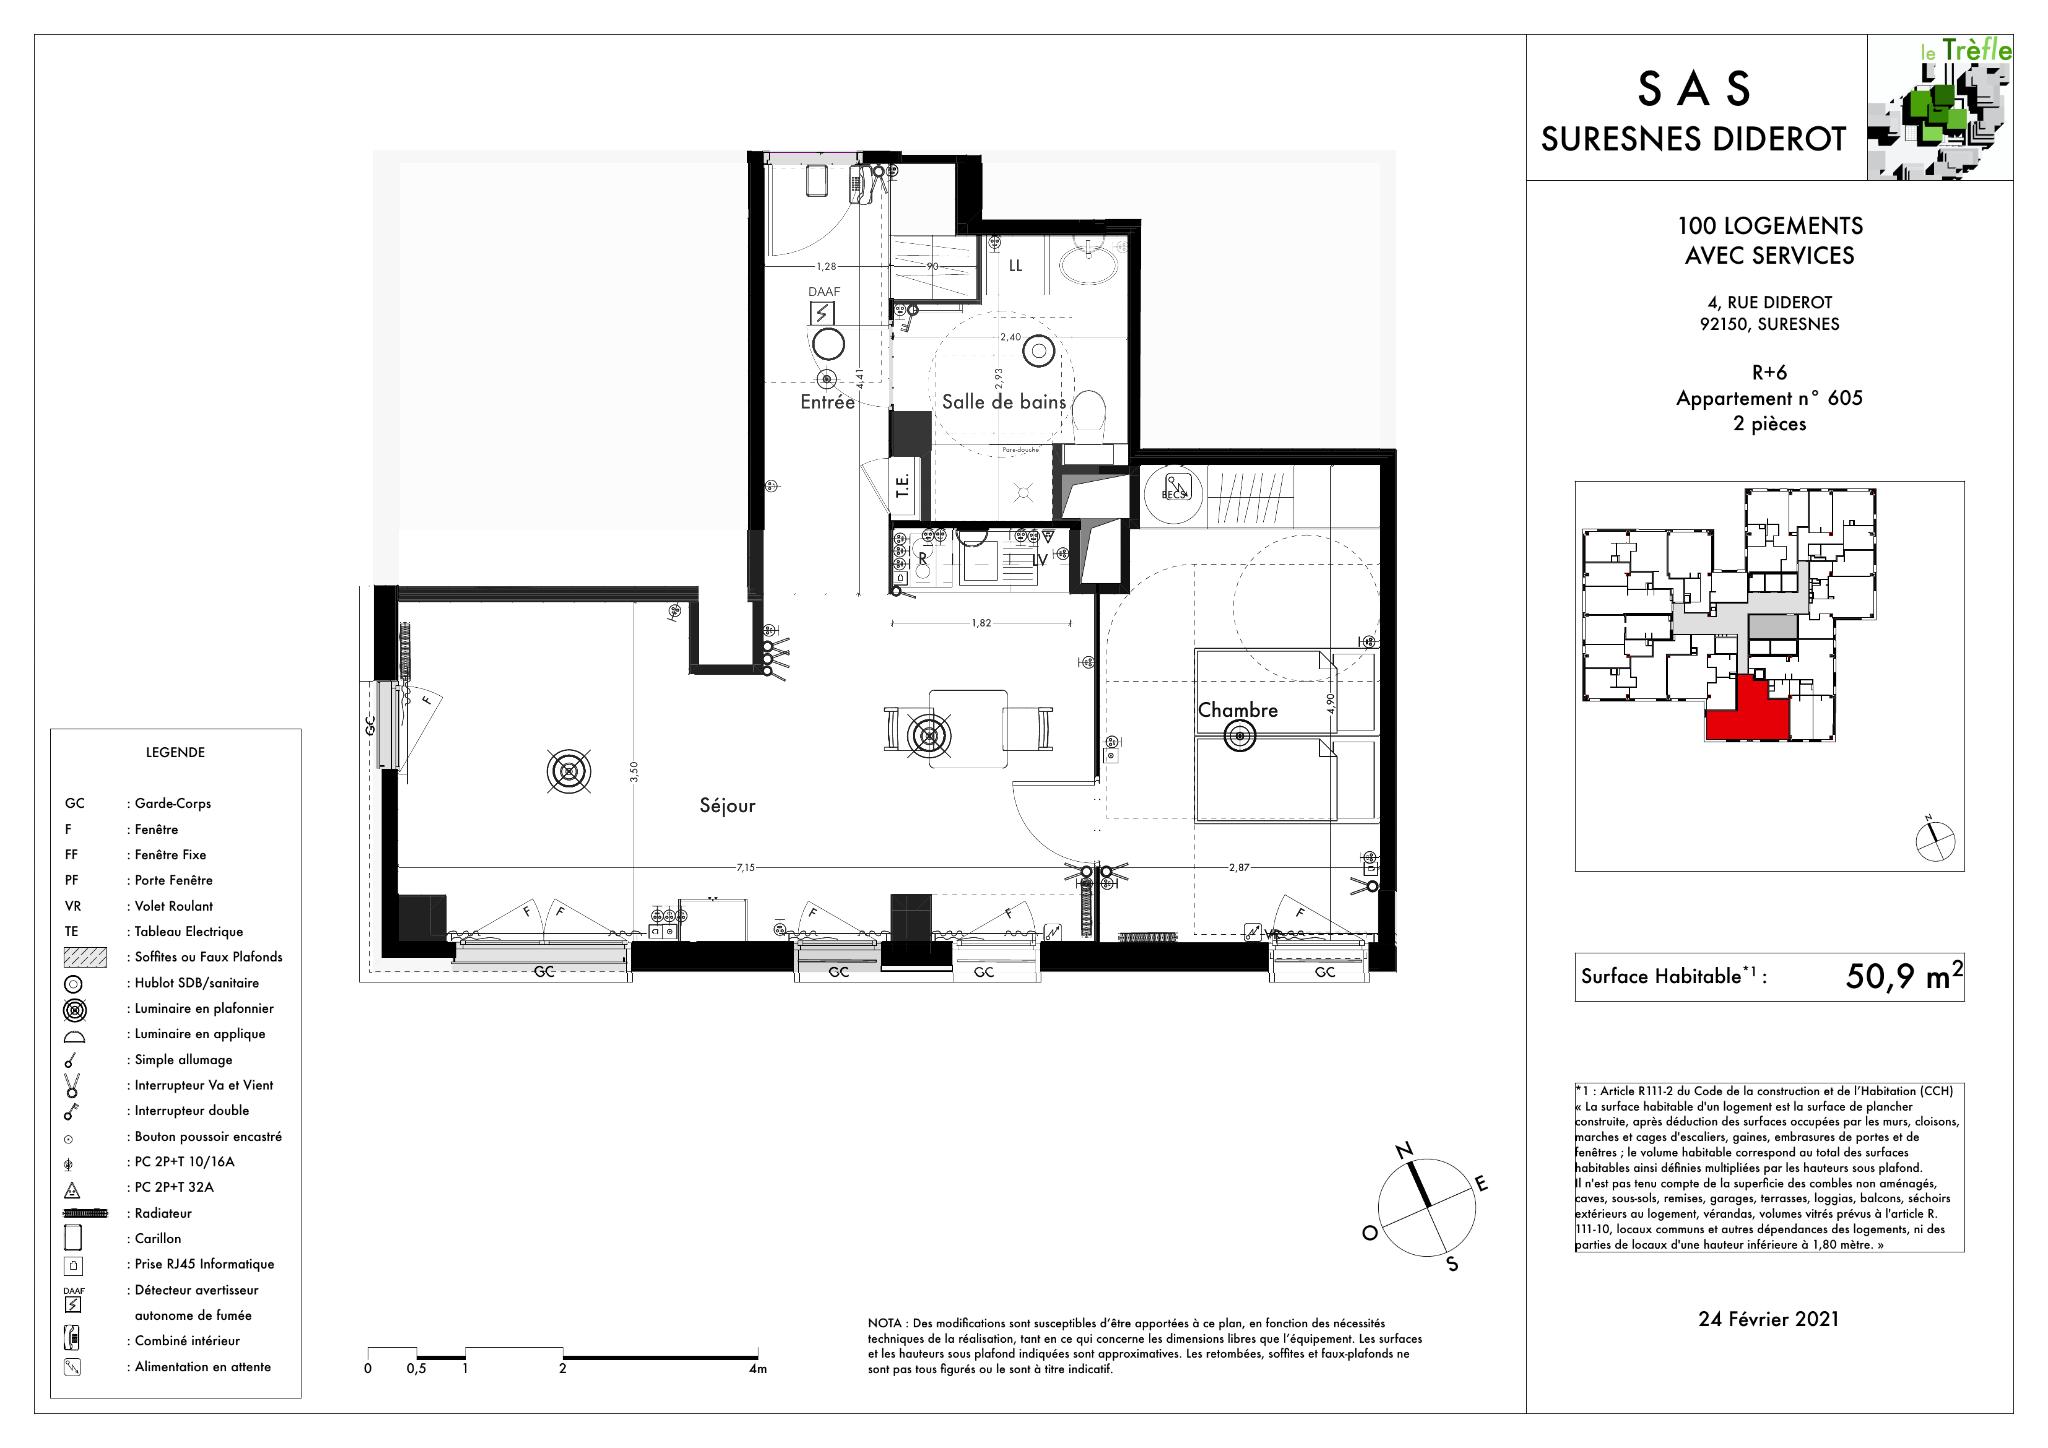 le Trèfle
S A S
SURESNES DIDEROT
100 LOGEMENTS
AVEC SERVICES
4, RUE DIDEROT
92150, SURESNES
R+6
Appartement n° 605
2 pièces
N
Surface Habitable*1 : 50,9 m2
*1 : Article R111-2 du Code de la construction et de l'Habitation (CCH)
« La surface habitable d'un logement est la surface de plancher
construite, après déduction des surfaces occupées par les murs, cloisons,
marches et cages d'escaliers, gaines, embrasures de portes et de
fenêtres ; le volume habitable correspond au total des surfaces
habitables ainsi définies multipliées par les hauteurs sous plafond.
Il n'est pas tenu compte de la superficie des combles non aménagés,
caves, sous-sols, remises, garages, terrasses, loggias, balcons, séchoirs
extérieurs au logement, vérandas, volumes vitrés prévus à l'article R.
111-10, locaux communs et autres dépendances des logements, ni des
parties de locaux d'une hauteur inférieure à 1,80 mètre. »
24 Février 2021
1,28
90
LL
DAAF
2,40
4,41
2,93
Entrée
Salle de bains
Pare-douche
T.E.
BECS
R
LV
1,82
GC
F
Chambre
4,90
3,50
Séjour
7,15
2,87
F
F
F
F
F
VR
GC
GC
GC
GC
LEGENDE
GC : Garde-Corps
F : Fenêtre
FF : Fenêtre Fixe
PF : Porte Fenêtre
VR : Volet Roulant
TE : Tableau Electrique
: Soffites ou Faux Plafonds
: Hublot SDB/sanitaire
: Luminaire en plafonnier
: Luminaire en applique
: Simple allumage
: Interrupteur Va et Vient
: Interrupteur double
: Bouton poussoir encastré
: PC 2P+T 10/16A
: PC 2P+T 32A
: Radiateur
: Carillon
: Prise RJ45 Informatique
DAAF : Détecteur avertisseur
autonome de fumée
: Combiné intérieur
: Alimentation en attente
N
E
O
S
0 0,5 1 2 4m
NOTA : Des modifications sont susceptibles d'être apportées à ce plan, en fonction des nécessités
techniques de la réalisation, tant en ce qui concerne les dimensions libres que l'équipement. Les surfaces
et les hauteurs sous plafond indiquées sont approximatives. Les retombées, soffites et faux-plafonds ne
sont pas tous figurés ou le sont à titre indicatif.